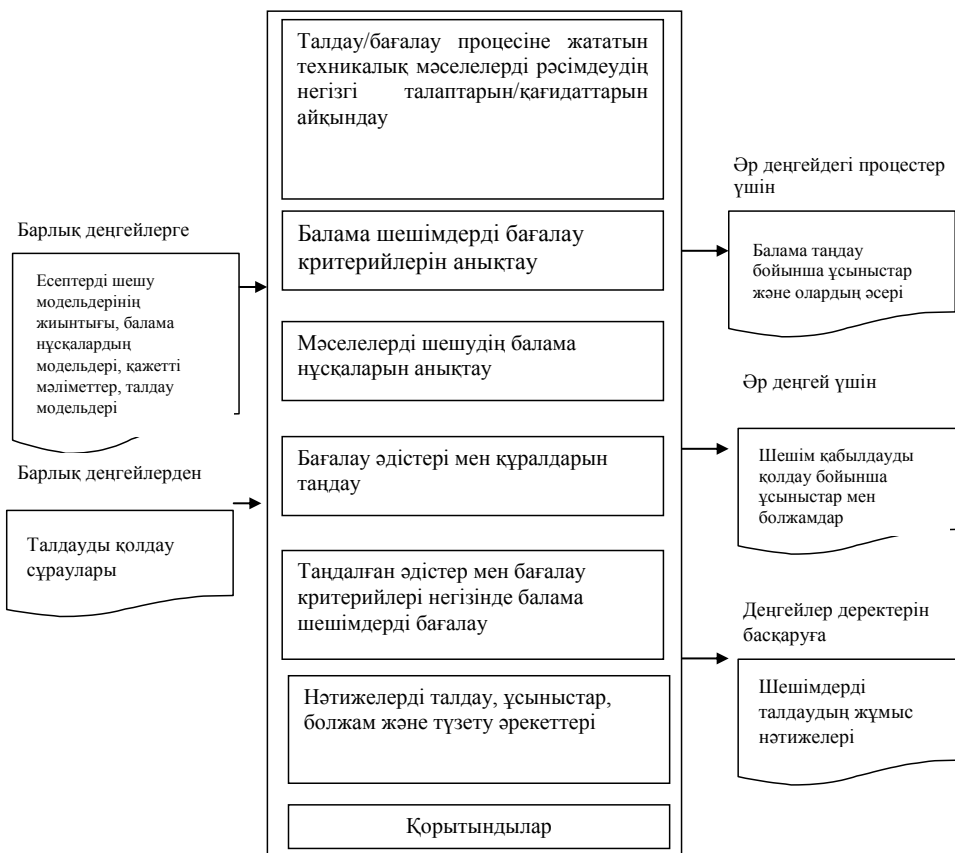 Барлық деңгейлерге
Есептерді шешу
модельдерінің
жиынтығы, балама
нұсқалардың
модельдері, қажетті
мәліметтер, талдау
модельдері
Барлық деңгейлерден
Талдауды қолдау
сұраулары
Талдау/бағалау процесіне жататын
техникалық мәселелерді рәсімдеудің
негізгі талаптарын/қағидаттарын
айқындау
Балама шешімдерді бағалау
критерийлерін анықтау
Мәселелерді шешудің балама
нұсқаларын анықтау
Бағалау әдістері мен құралдарын
таңдау
Таңдалған әдістер мен бағалау
критерийлері негізінде балама
шешімдерді бағалау
Нәтижелерді талдау, ұсыныстар,
болжам және түзету әрекеттері
Қорытындылар
Әр деңгейдегі процестер
үшін
Балама таңдау
бойынша ұсыныстар
және олардың әсері
Әр деңгей үшін
Шешім қабылдауды
қолдау бойынша
ұсыныстар мен
болжамдар
Деңгейлер деректерін
басқаруға
Шешімдерді
талдаудың жұмыс
нәтижелері